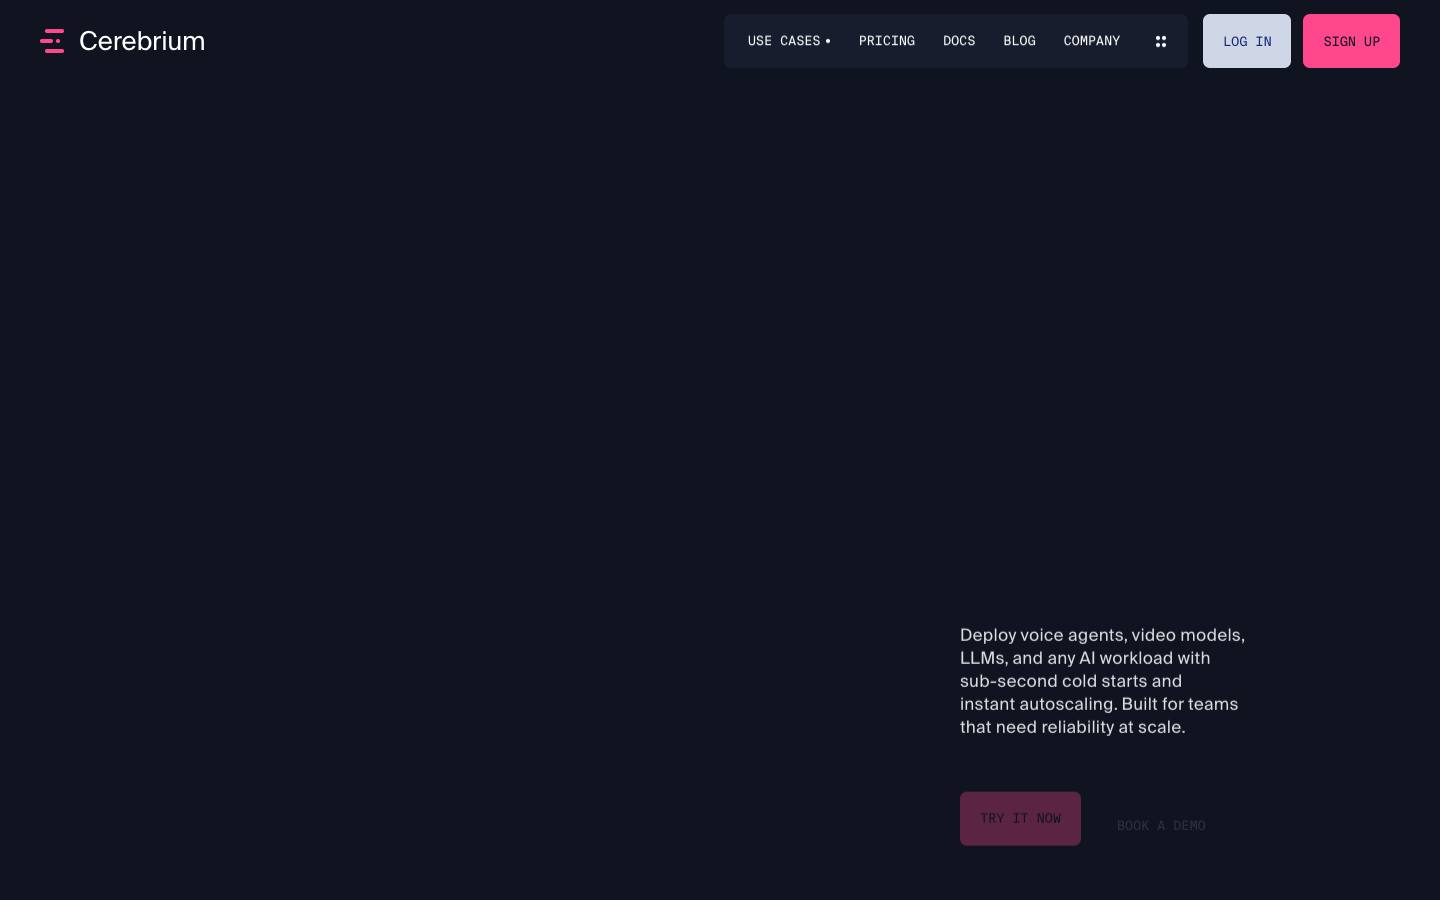 Cerebrium
USE CASES
PRICING
DOCS
BLOG
COMPANY
LOG IN
SIGN UP
Deploy voice agents, video models,
LLMs, and any AI workload with
sub-second cold starts and
instant autoscaling. Built for teams
that need reliability at scale.
TRY IT NOW
BOOK A DEMO